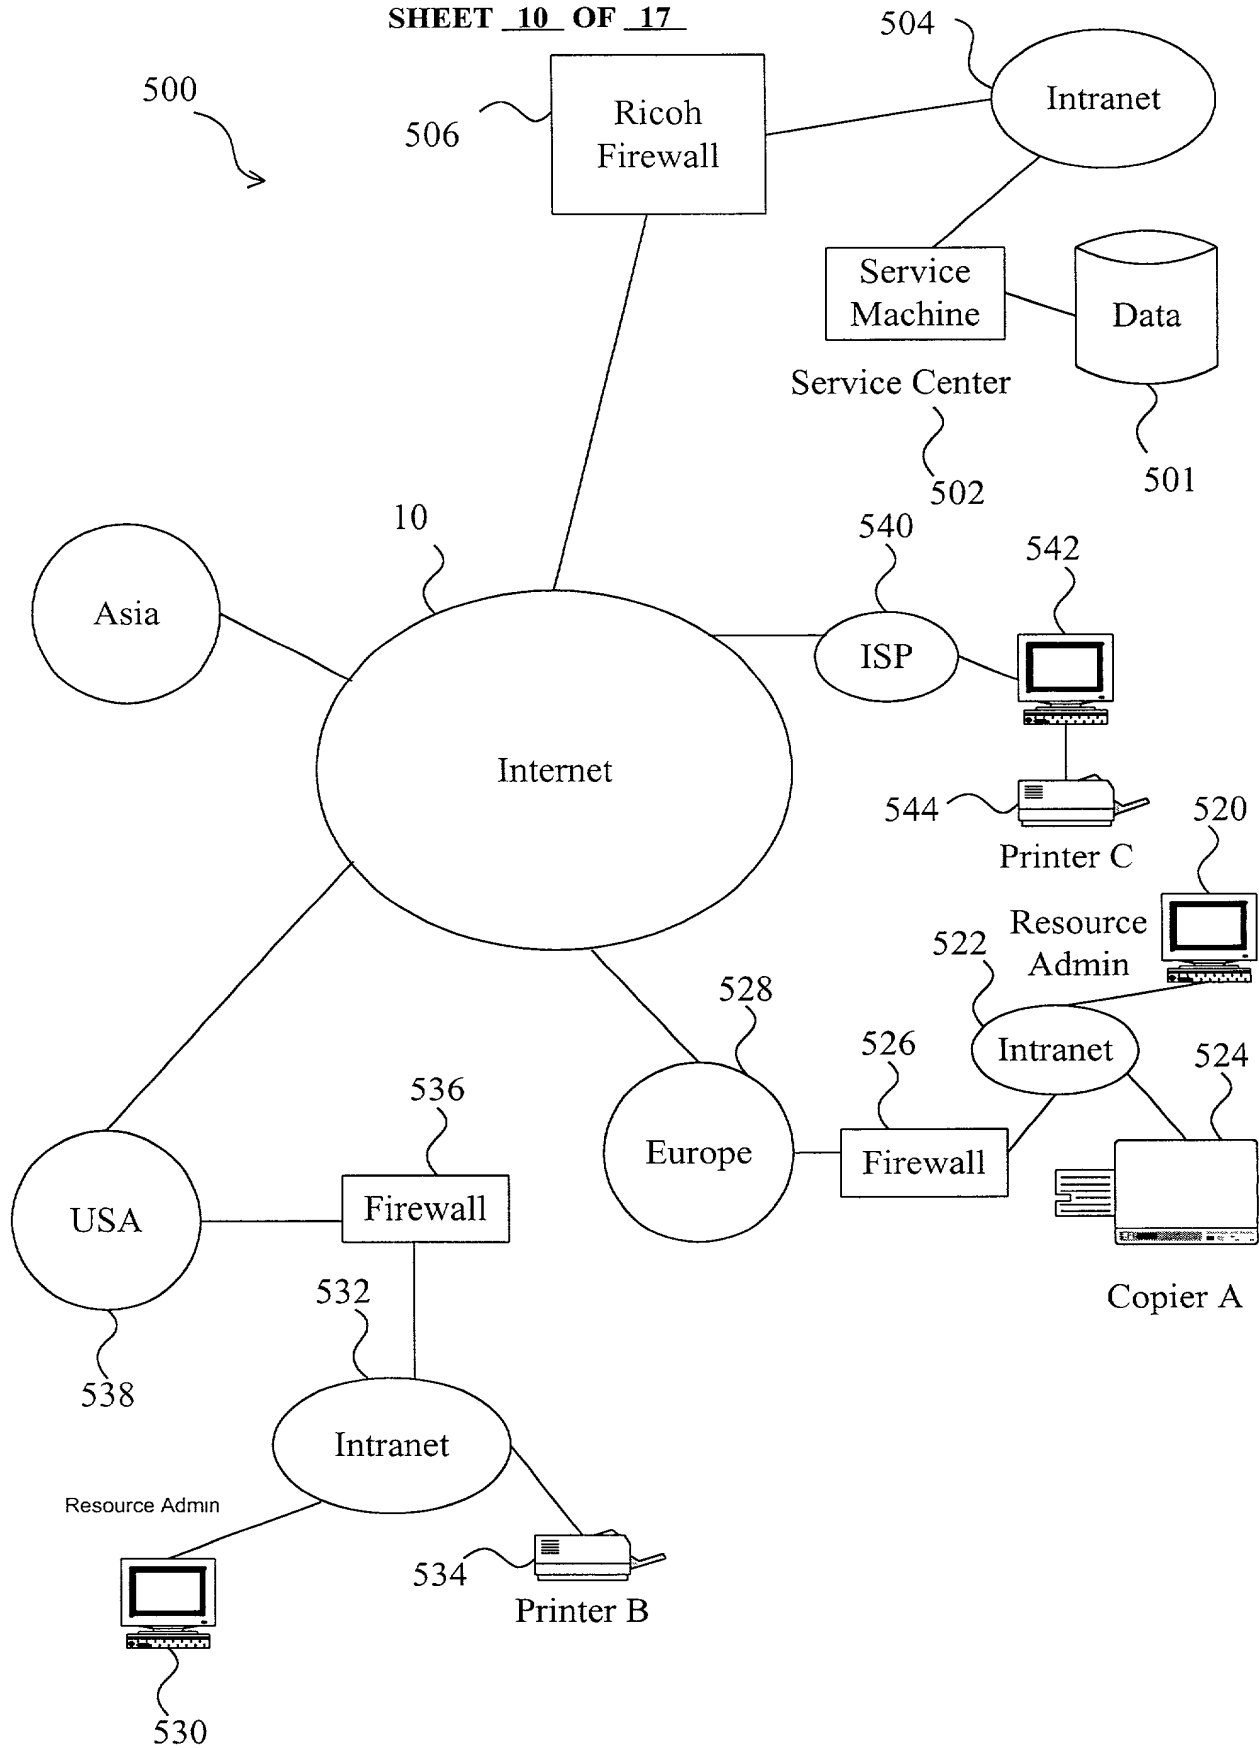 SHEET 10 OF 17
504
500
Intranet
506
Ricoh
Firewall
Service
Machine
Data
Service Center
502
501
10
540
542
Asia
ISP
Internet
544
520
Printer C
Resource
Admin
522
528
526
Intranet
524
536
Europe
Firewall
USA
Firewall
532
Copier A
538
Intranet
Resource Admin
534
Printer B
530